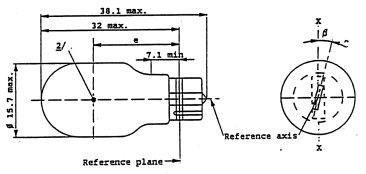 38.1 max.
32 max.
e
7.1 min
2/
ø 15.7 max.
Reference axis
Reference plane
x
β
x